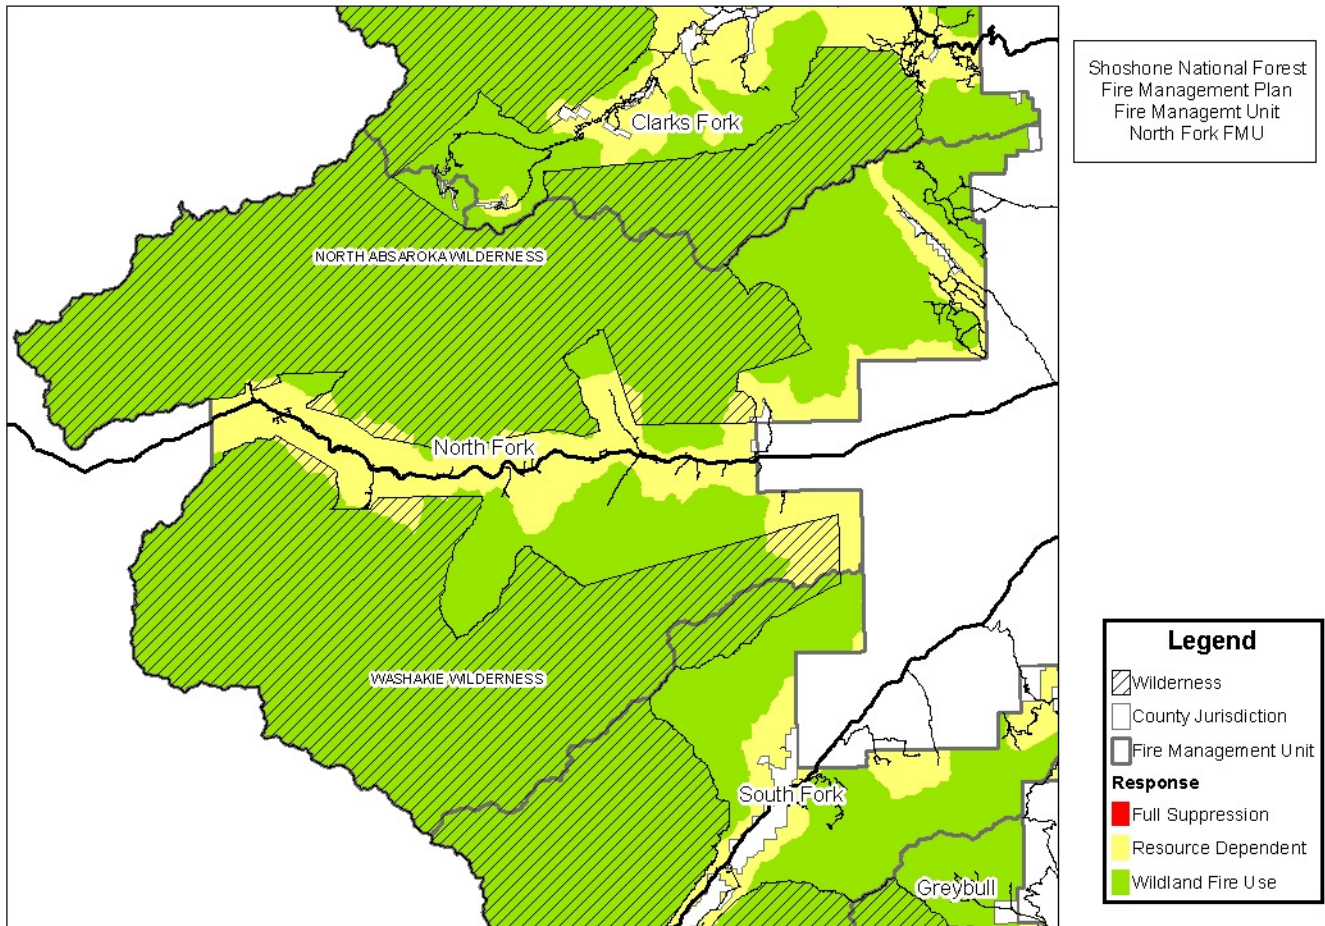 Shoshone National Forest
Fire Management Plan
Fire Managemt Unit
North Fork FMU
Clarks Fork
NORTH ABSAROKA WILDERNESS
North Fork
WASHAKIE WILDERNESS
South Fork
Greybull
Legend
Wilderness
County Jurisdiction
Fire Management Unit
Response
Full Suppression
Resource Dependent
Wildland Fire Use